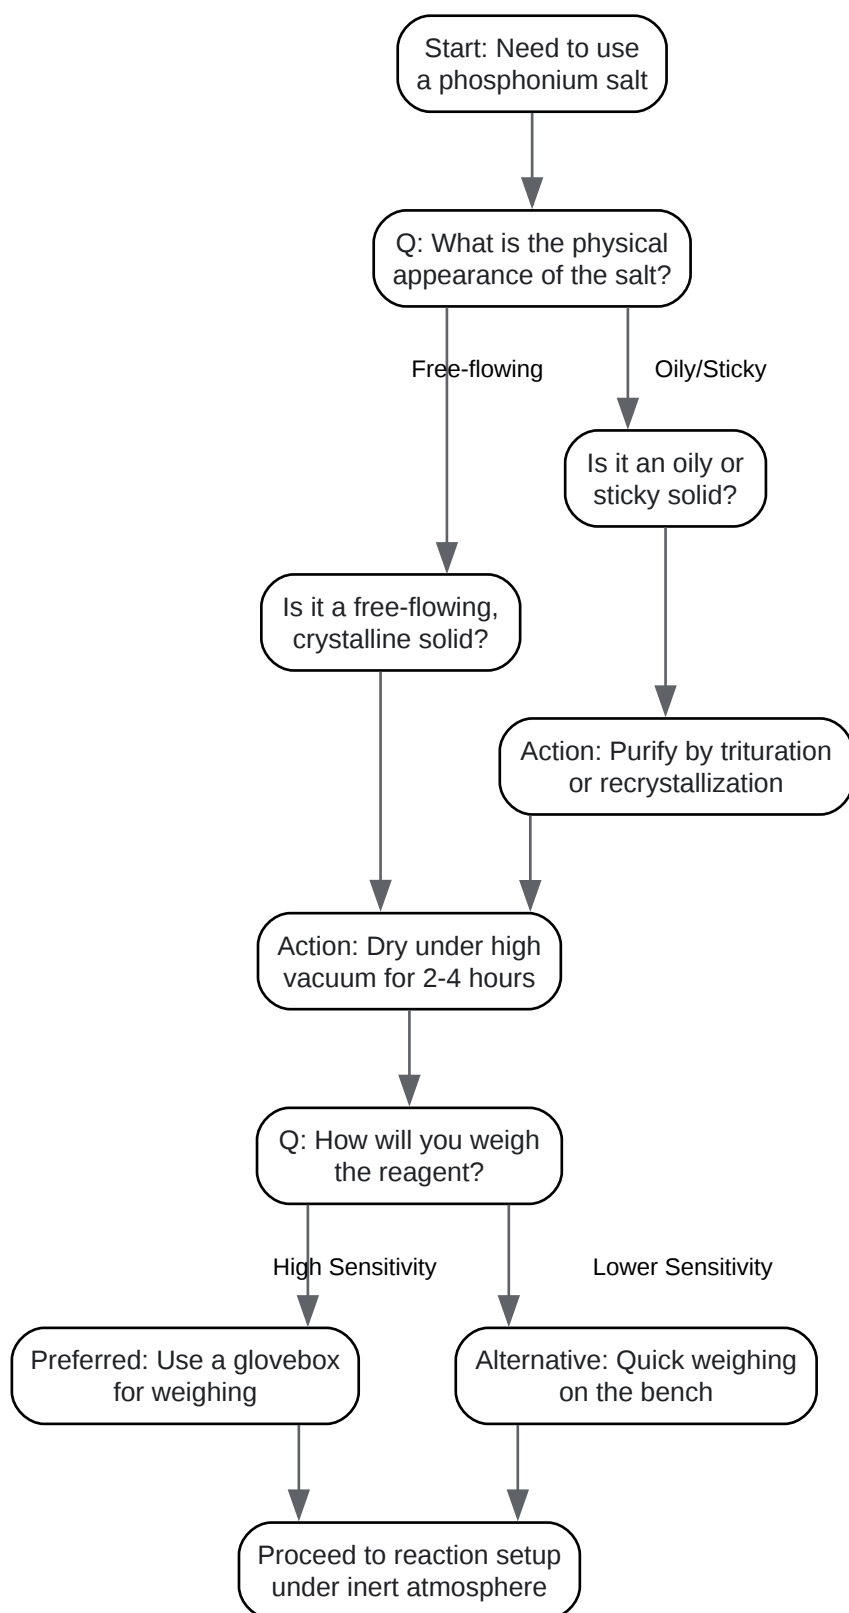 Start: Need to use
a phosphonium salt
Q: What is the physical
appearance of the salt?
Free-flowing
Oily/Sticky
Is it an oily or
sticky solid?
Is it a free-flowing,
crystalline solid?
Action: Purify by trituration
or recrystallization
Action: Dry under high
vacuum for 2-4 hours
Q: How will you weigh
the reagent?
High Sensitivity
Lower Sensitivity
Preferred: Use a glovebox
for weighing
Alternative: Quick weighing
on the bench
Proceed to reaction setup
under inert atmosphere